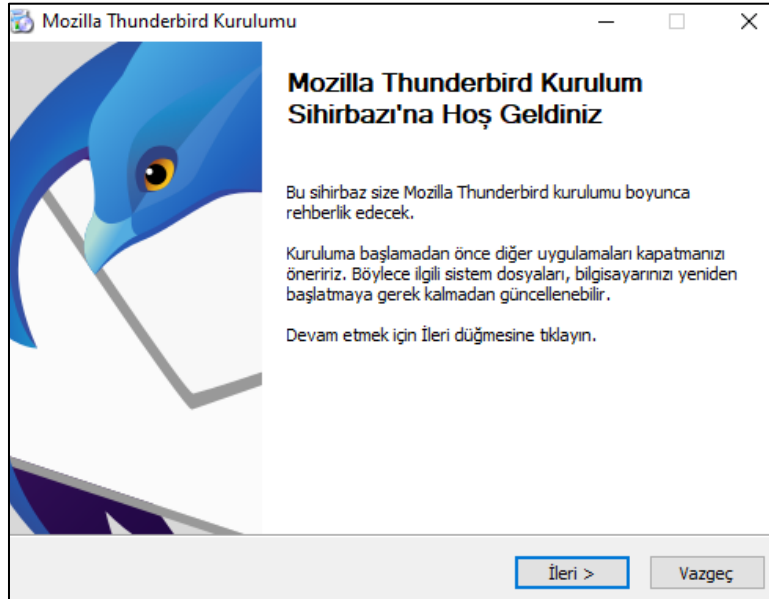 Mozilla Thunderbird Kurulumu
Mozilla Thunderbird Kurulum
Sihirbazı'na Hoş Geldiniz
Bu sihirbaz size Mozilla Thunderbird kurulumu boyunca
rehberlik edecek.
Kuruluma başlamadan önce diğer uygulamaları kapatmanızı
öneririz. Böylece ilgili sistem dosyaları, bilgisayarınızı yeniden
başlatmaya gerek kalmadan güncellenebilir.
Devam etmek için İleri düğmesine tıklayın.
İleri >
Vazgeç